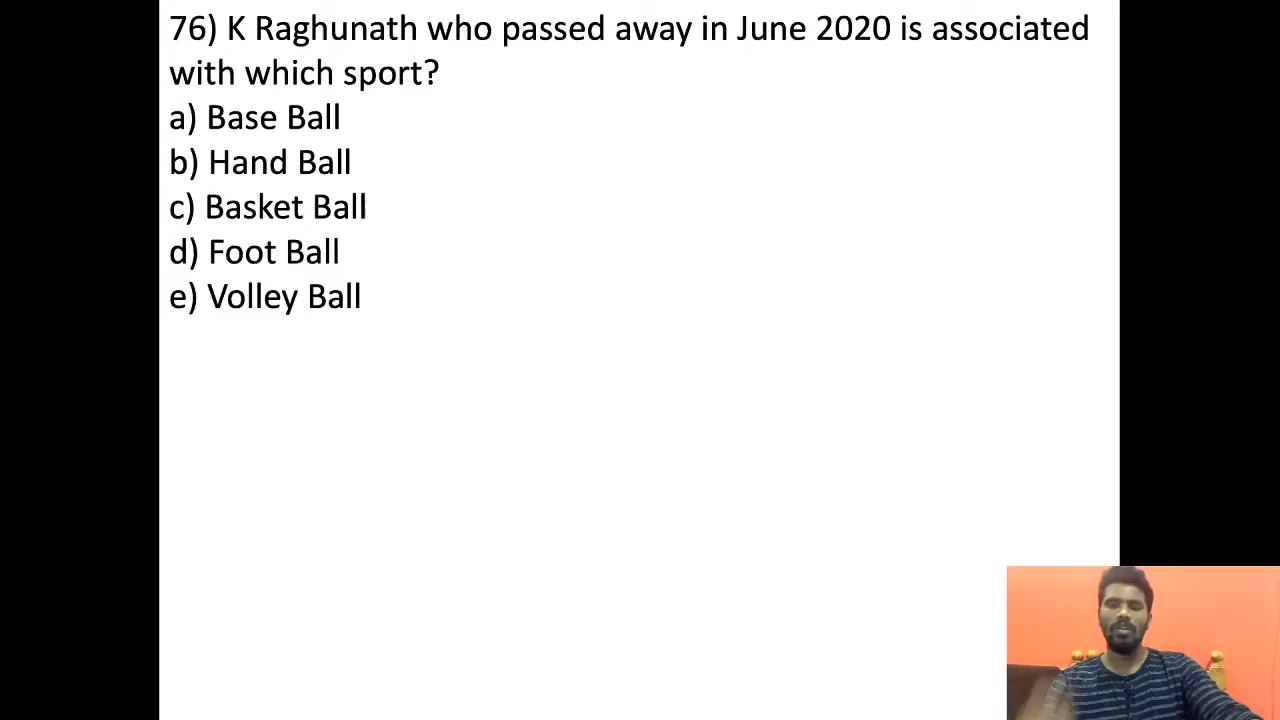 76) K Raghunath who passed away in June 2020 is associated
with which sport?
a) Base Ball
b) Hand Ball
c) Basket Ball
d) Foot Ball
e) Volley Ball